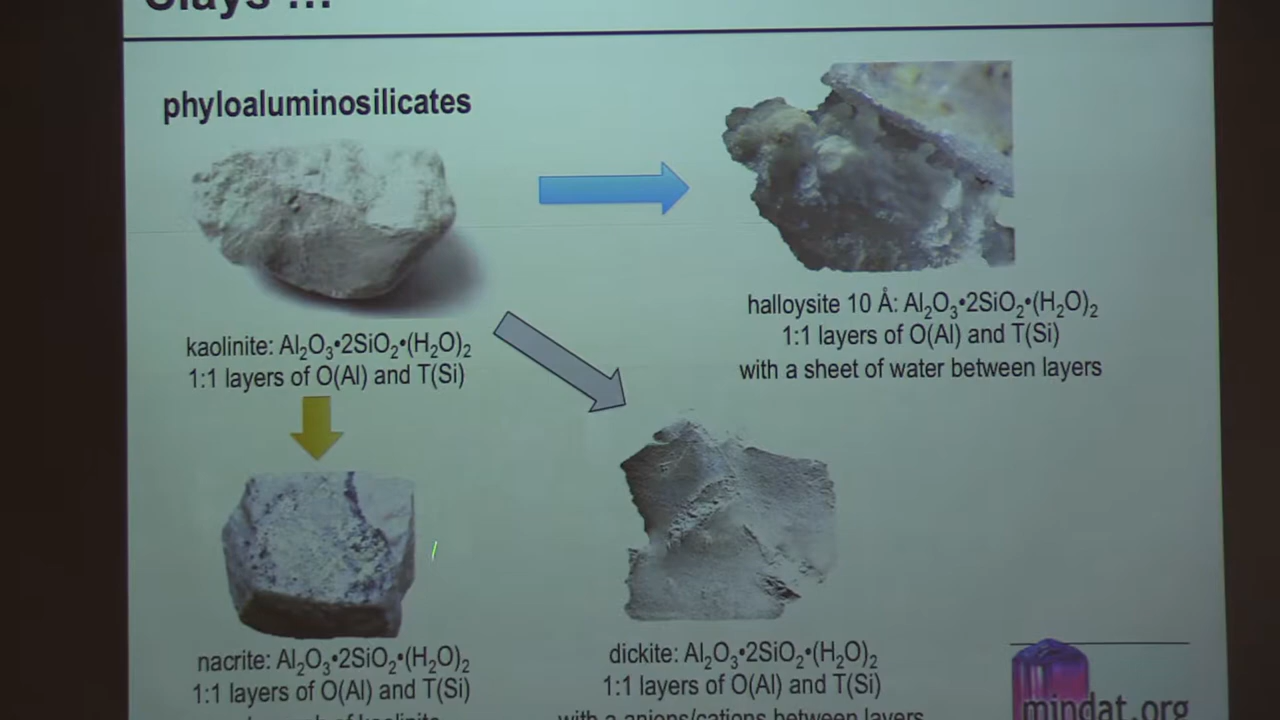 Clays ...
phyloaluminosilicates
halloysite 10 Å: Al₂O₃•2SiO₂•(H₂O)₂
1:1 layers of O(Al) and T(Si)
with a sheet of water between layers
kaolinite: Al₂O₃•2SiO₂•(H₂O)₂
1:1 layers of O(Al) and T(Si)
nacrite: Al₂O₃•2SiO₂•(H₂O)₂
1:1 layers of O(Al) and T(Si)
of kaolinite
dickite: Al₂O₃•2SiO₂•(H₂O)₂
1:1 layers of O(Al) and T(Si)
with a anions/cations between layers
mindat.org